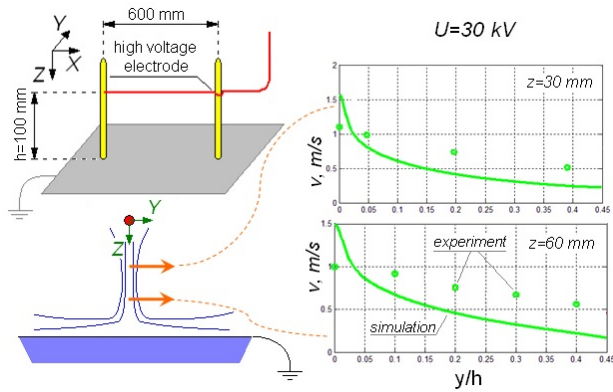 600 mm
U=30 kV
Y
X
Z
high voltage
electrode
h=100 mm
z=30 mm
v, m/s
2
1.5
1
0.5
0
0 0.05 0.1 0.15 0.2 0.25 0.3 0.35 0.4 0.45
Y
Z
z=60 mm
experiment
simulation
v, m/s
1.5
1
0.5
0
0 0.05 0.1 0.15 0.2 0.25 0.3 0.35 0.4 0.45
y/h